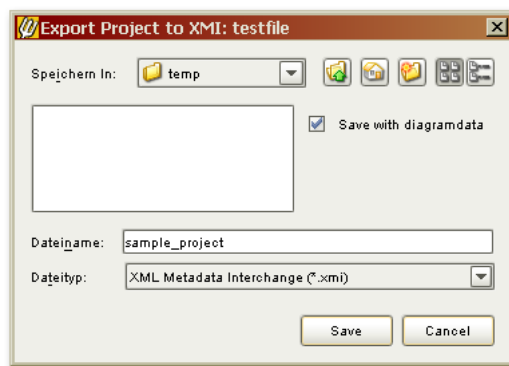 Export Project to XMI: testfile
Speichern In: temp
Save with diagramdata
Dateiname: sample_project
Dateityp: XML Metadata Interchange (*.xmi)
Save Cancel